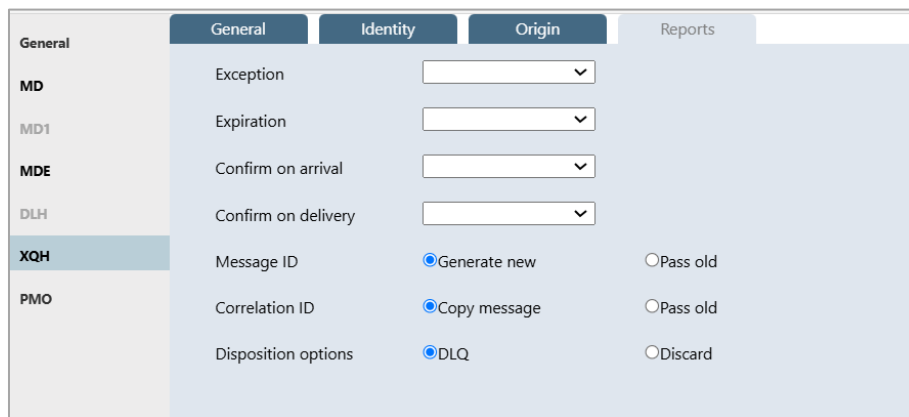 General
MD
MD1
MDE
DLH
XQH
PMO
General Identity Origin Reports
Exception
Expiration
Confirm on arrival
Confirm on delivery
Message ID Generate new Pass old
Correlation ID Copy message Pass old
Disposition options DLQ Discard